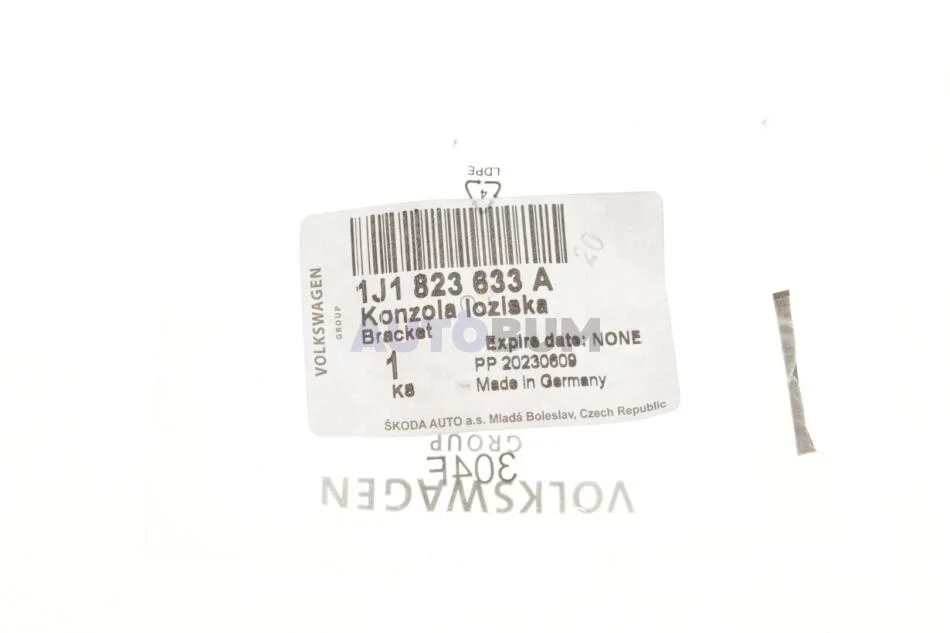 LDPE
4
VOLKSWAGEN
GROUP
20
1J1 823 633 A
Konzola loziska
Bracket
AUTOBUM
Expire date: NONE
1
PP 20230609
Ks
Made in Germany
ŠKODA AUTO a.s. Mladá Boleslav, Czech Republic
GROUP
304E
VOLKSWAGEN